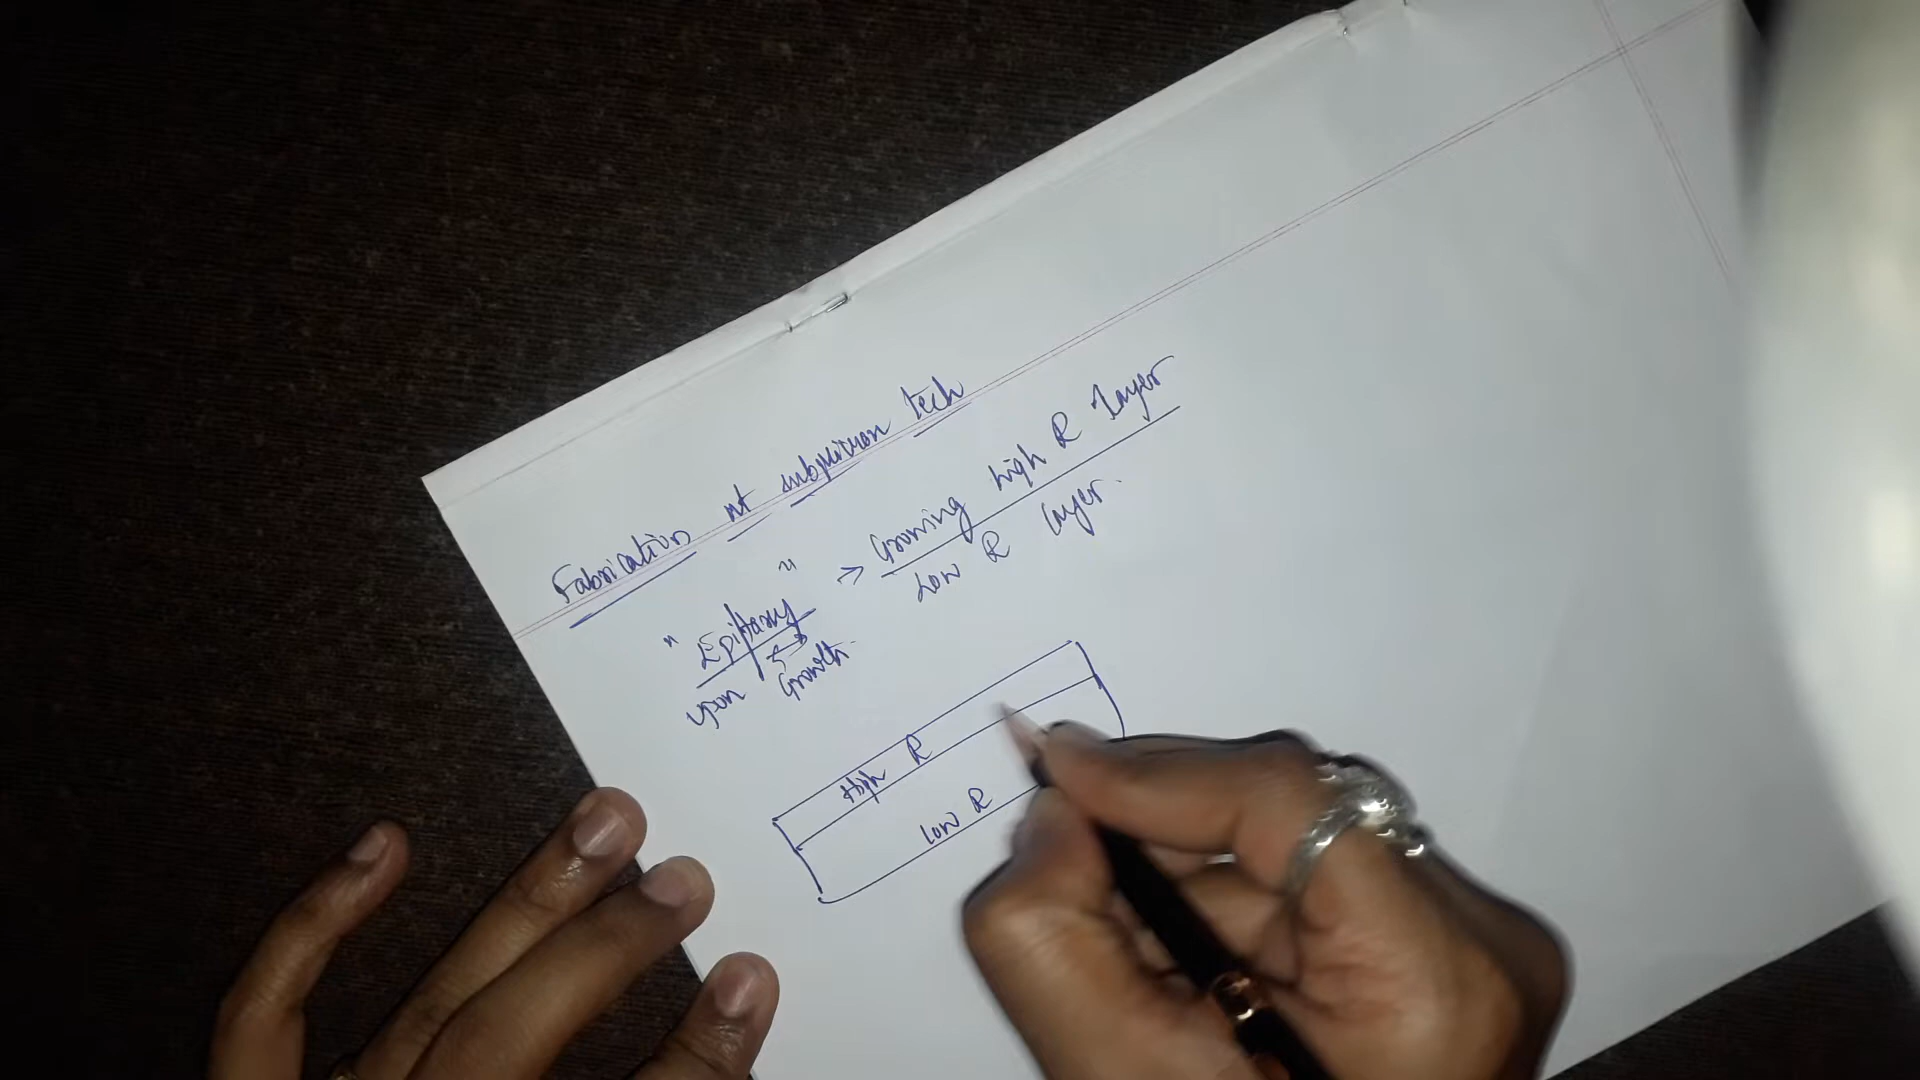 Fabrication at submicron tech
" Epitaxy " → Growing high R Layer
Low R Layer.
upon Growth.
High R
Low R